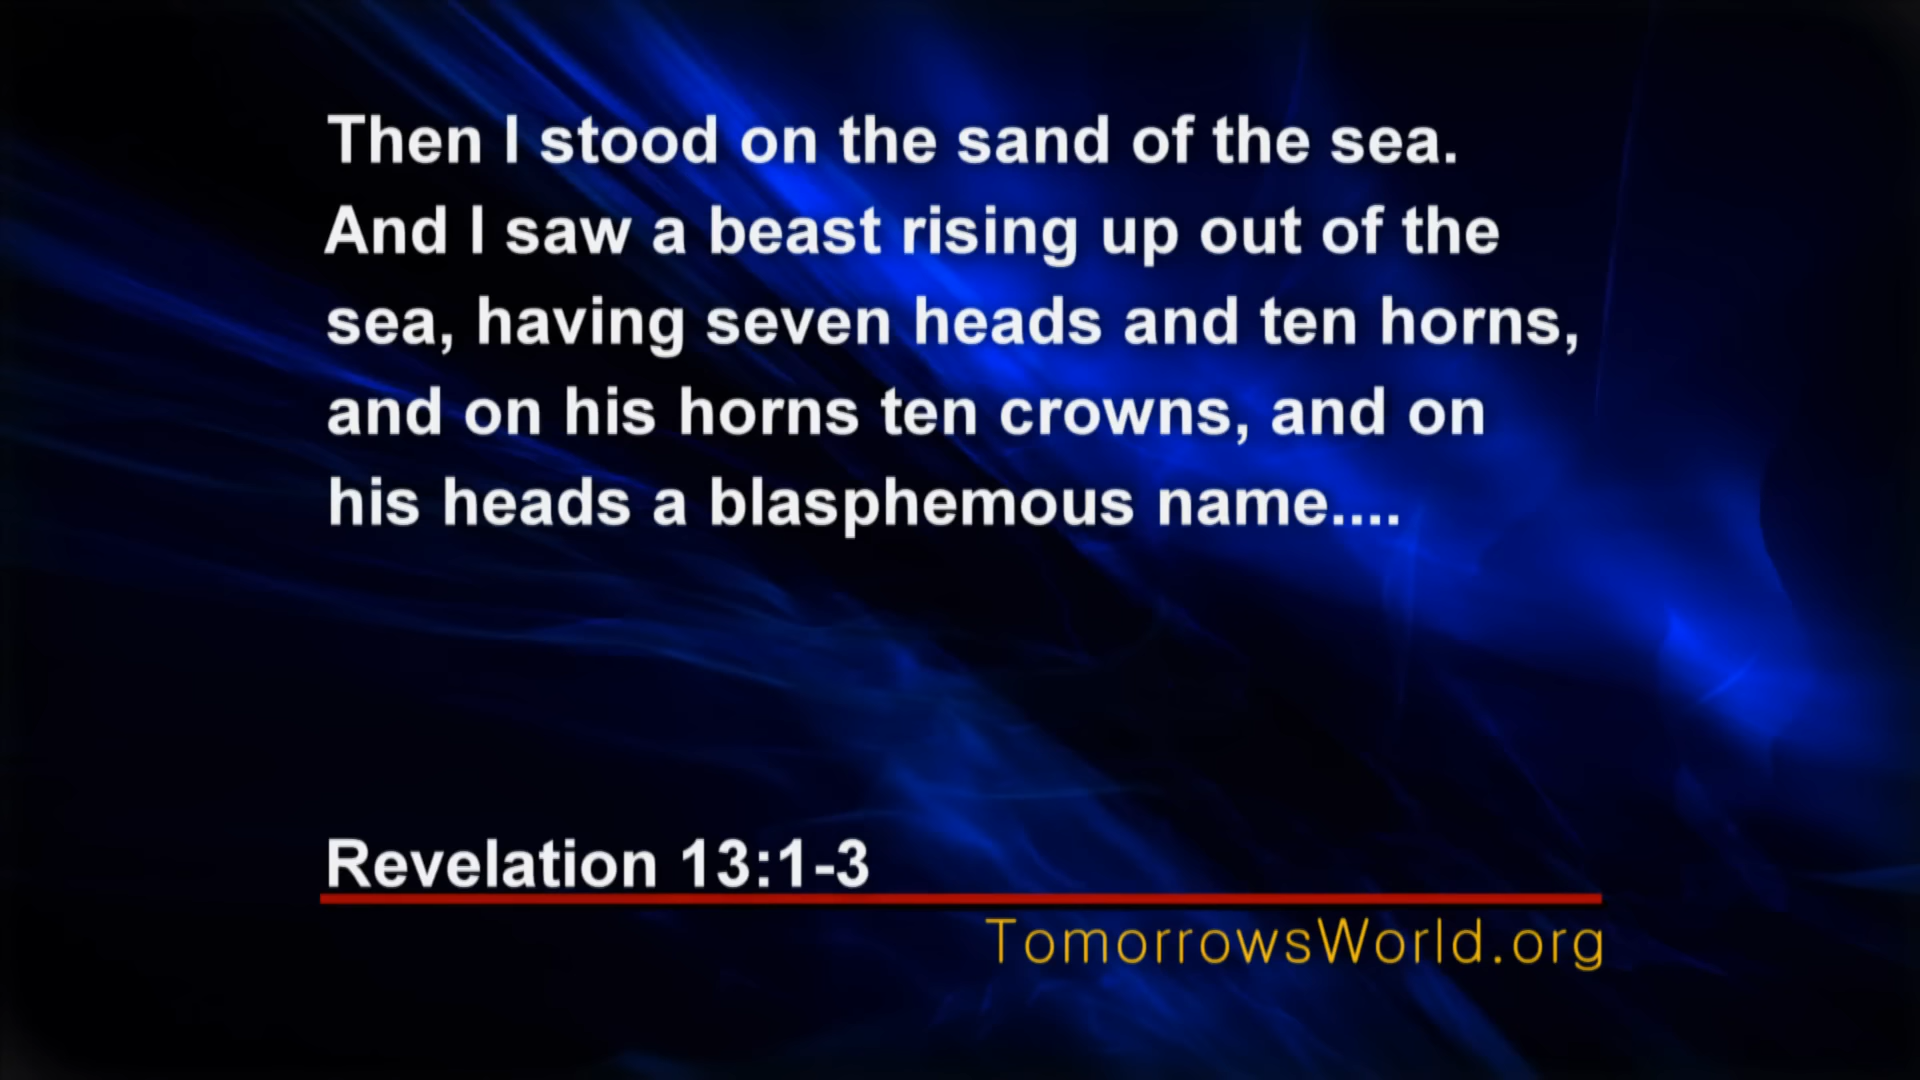 Then I stood on the sand of the sea.
And I saw a beast rising up out of the
sea, having seven heads and ten horns,
and on his horns ten crowns, and on
his heads a blasphemous name....
Revelation 13:1-3
TomorrowsWorld.org